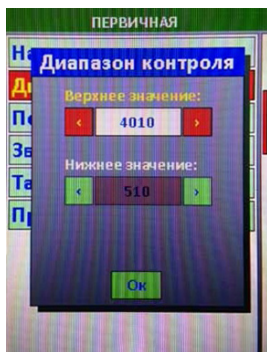 ПЕРВИЧНАЯ
Диапазон контроля
Верхнее значение:
< 4010 >
Нижнее значение:
< 510 >
Ок